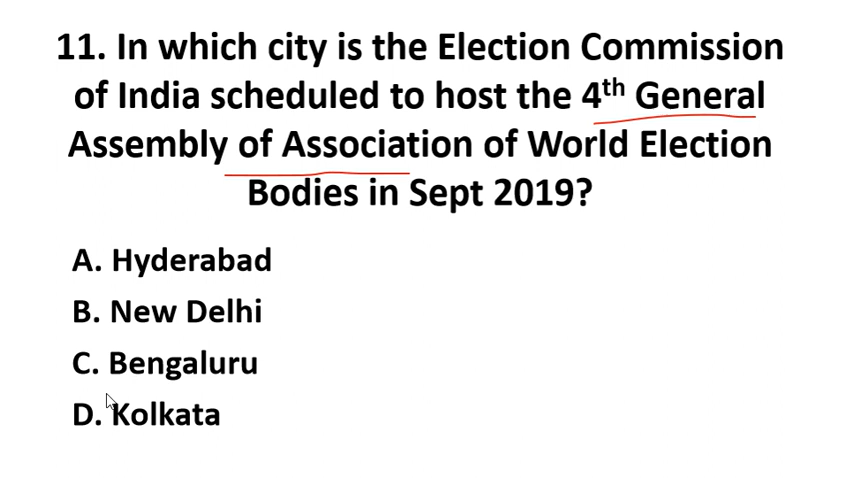 11. In which city is the Election Commission
of India scheduled to host the 4th General
Assembly of Association of World Election
Bodies in Sept 2019?
A. Hyderabad
B. New Delhi
C. Bengaluru
D. Kolkata